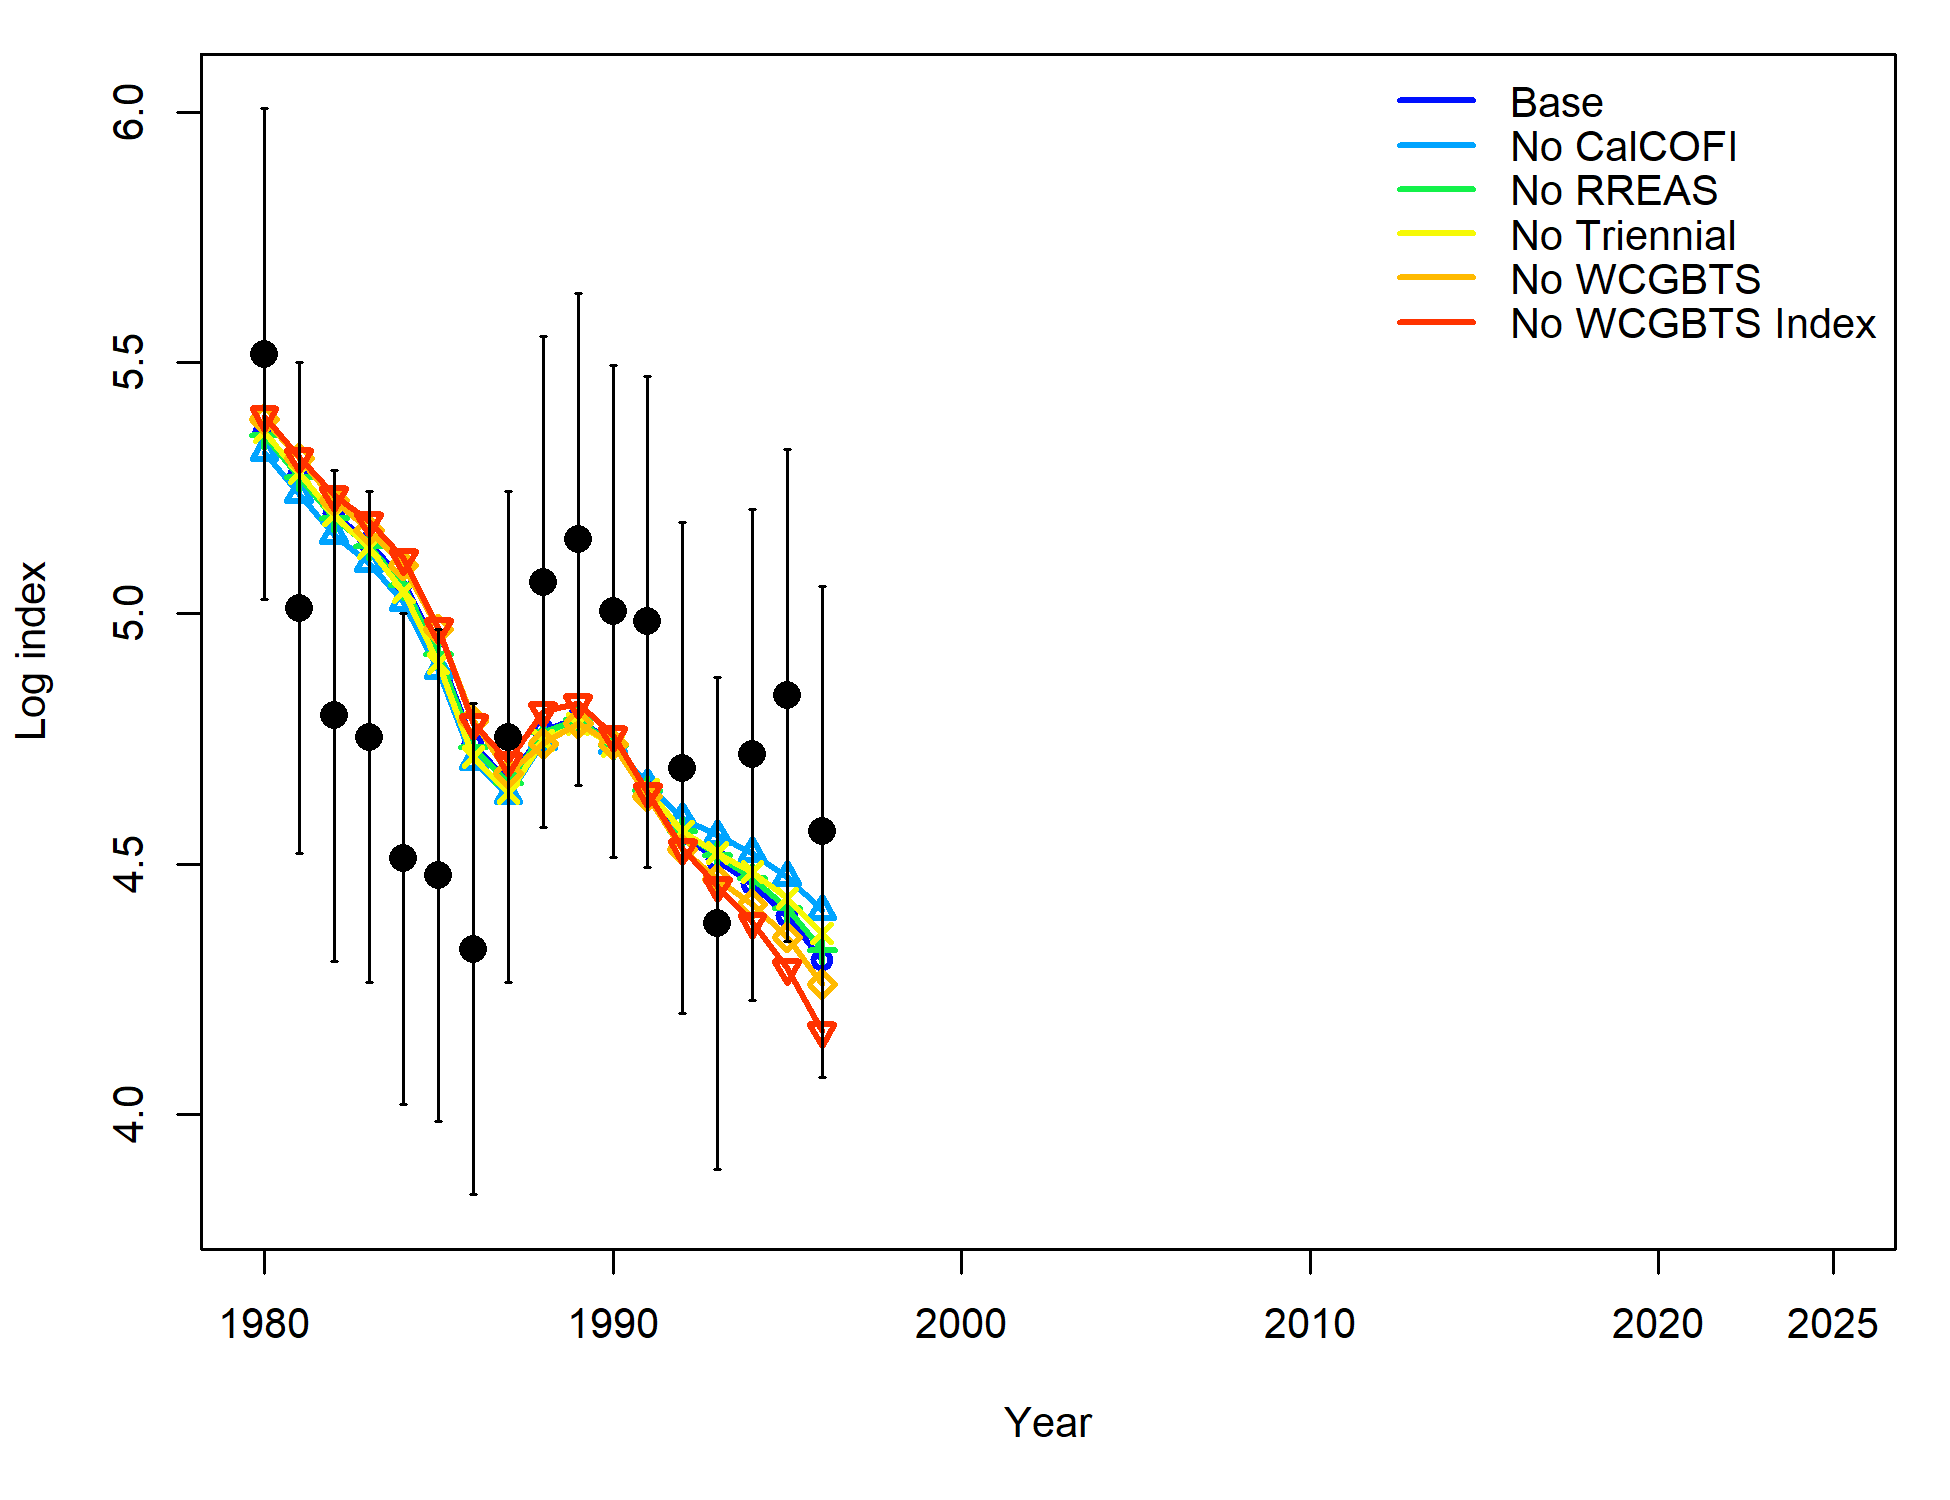 Base
No CalCOFI
No RREAS
No Triennial
No WCGBTS
No WCGBTS Index
Log index
6.0
5.5
5.0
4.5
4.0
1980 1990 2000 2010 2020 2025
Year